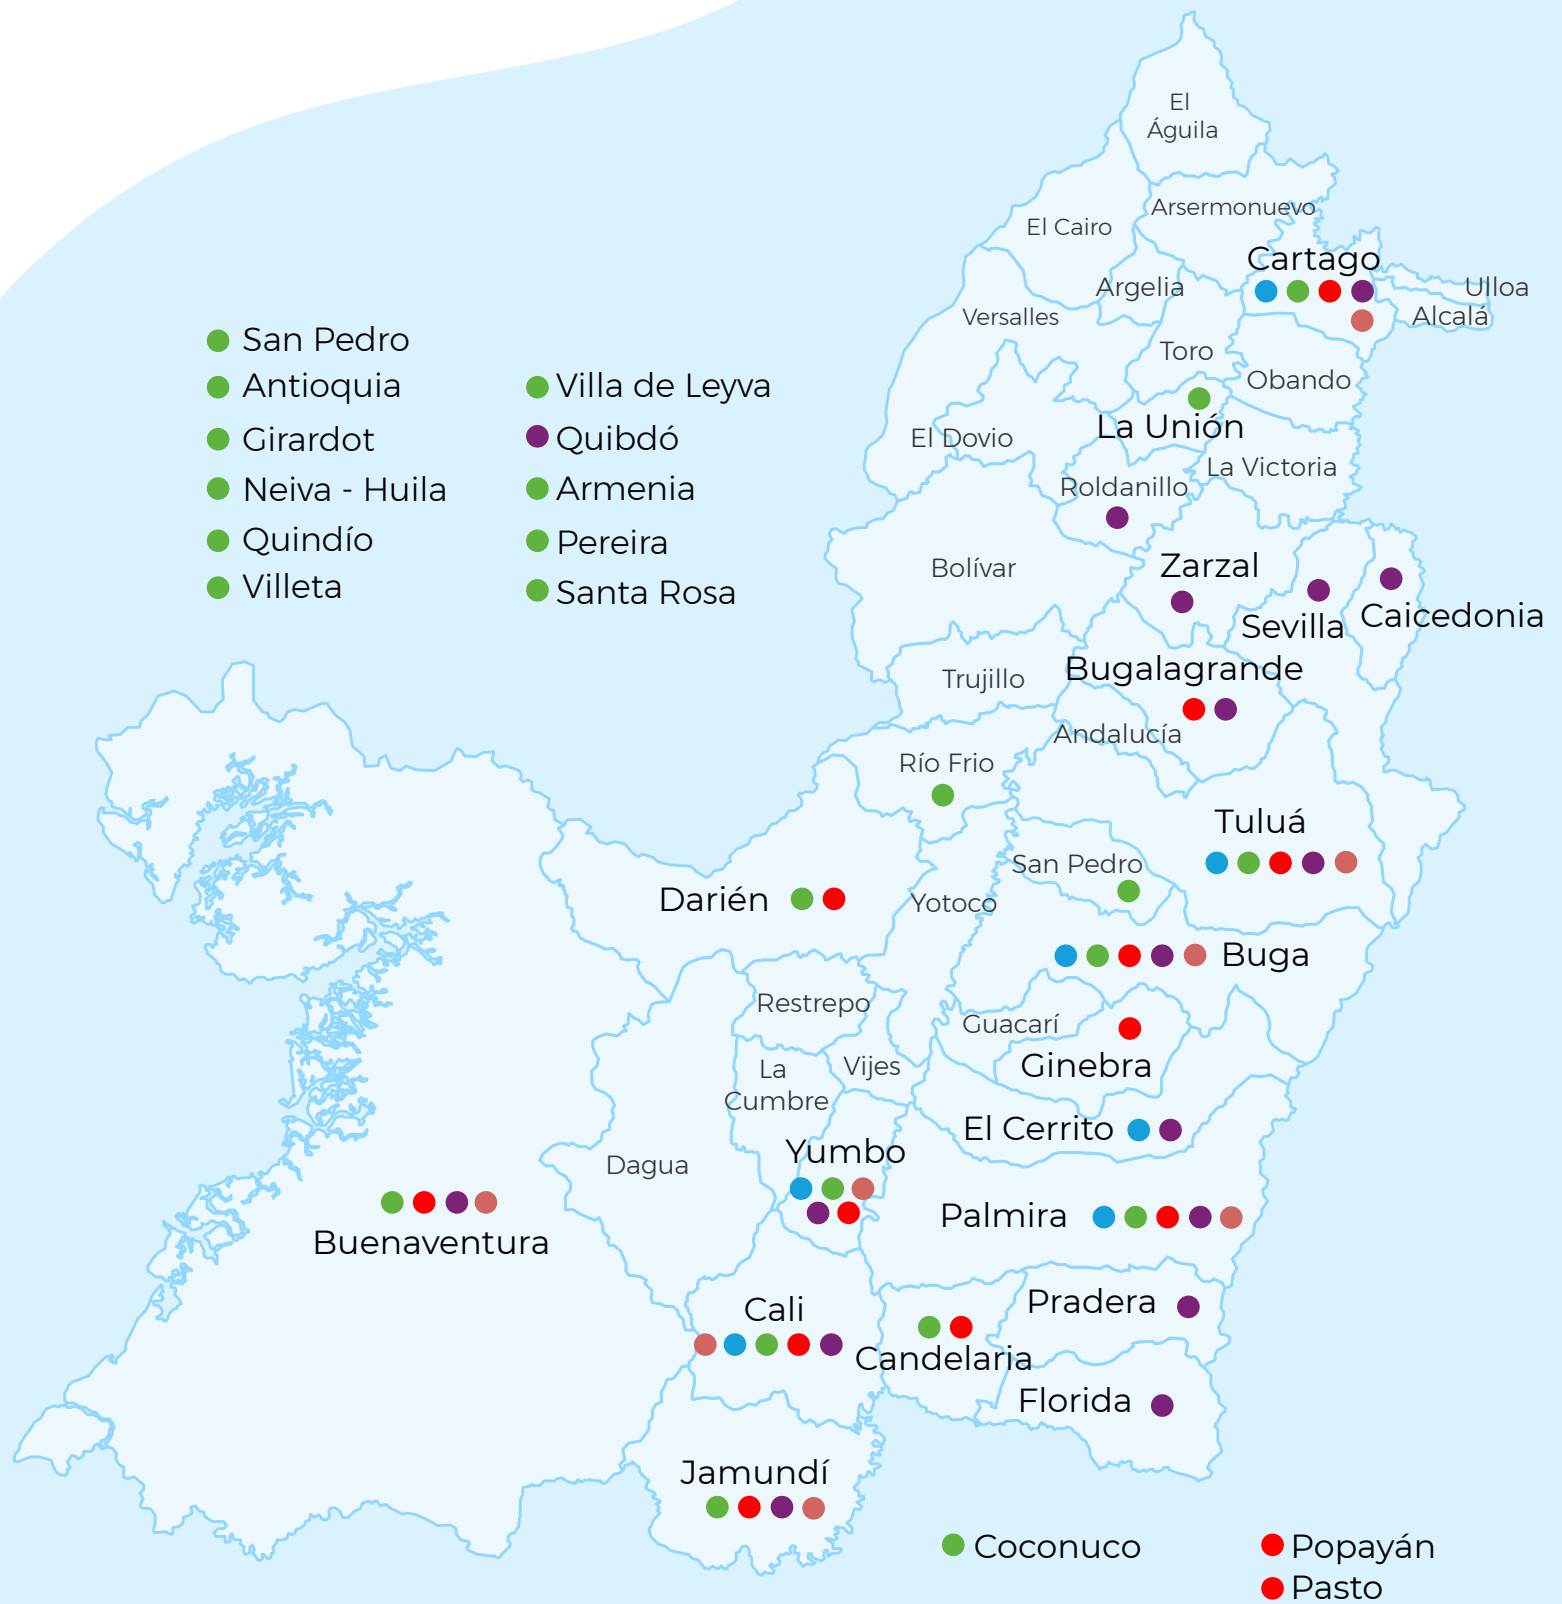 El
Águila
Arsermonuevo
El Cairo
Cartago
Argelia
Ulloa
Alcalá
Versalles
San Pedro
Antioquia
Girardot
Neiva - Huila
Quindío
Villeta
Villa de Leyva
Quibdó
Armenia
Pereira
Santa Rosa
Toro
Obando
La Unión
El Dovio
La Victoria
Roldanillo
Bolívar
Zarzal
Sevilla
Caicedonia
Trujillo
Bugalagrande
Andalucía
Río Frio
Tuluá
San Pedro
Darién
Yotoco
Buga
Restrepo
Guacarí
Ginebra
La
Cumbre
Vijes
El Cerrito
Yumbo
Dagua
Palmira
Buenaventura
Pradera
Cali
Candelaria
Florida
Jamundí
Coconuco
Popayán
Pasto